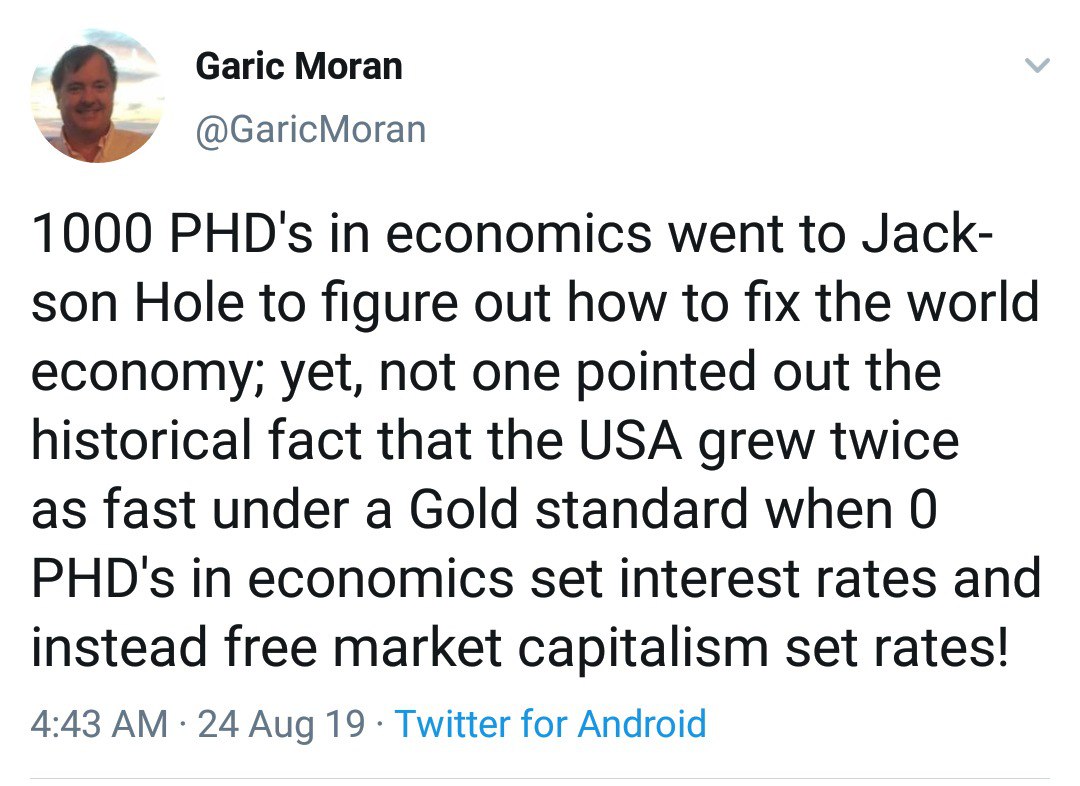 Garic Moran
@GaricMoran
1000 PHD's in economics went to Jack-
son Hole to figure out how to fix the world
economy; yet, not one pointed out the
historical fact that the USA grew twice
as fast under a Gold standard when 0
PHD's in economics set interest rates and
instead free market capitalism set rates!
4:43 AM · 24 Aug 19 · Twitter for Android